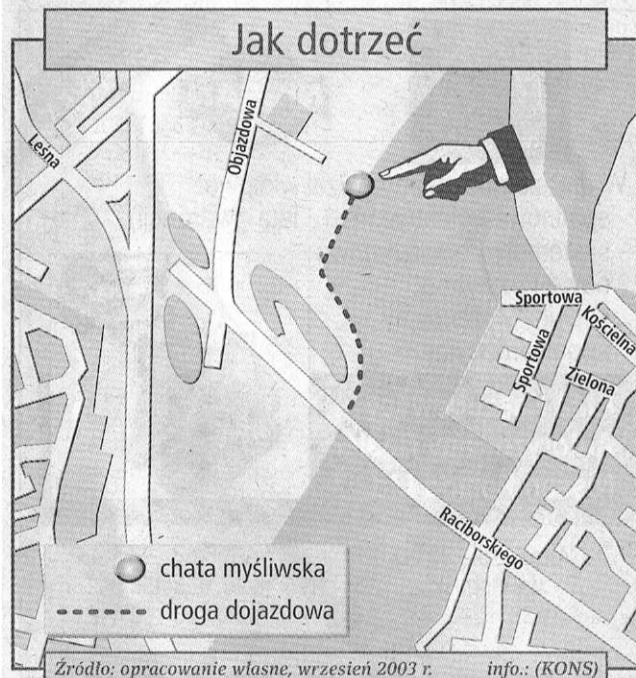 Jak dotrzeć
Leśna
Objazdowa
Sportowa
Kościelna
Sportowa
Zielona
Raciborskiego
chata myśliwska
droga dojazdowa
Źródło: opracowanie własne, wrzesień 2003 r. info.: (KONS)